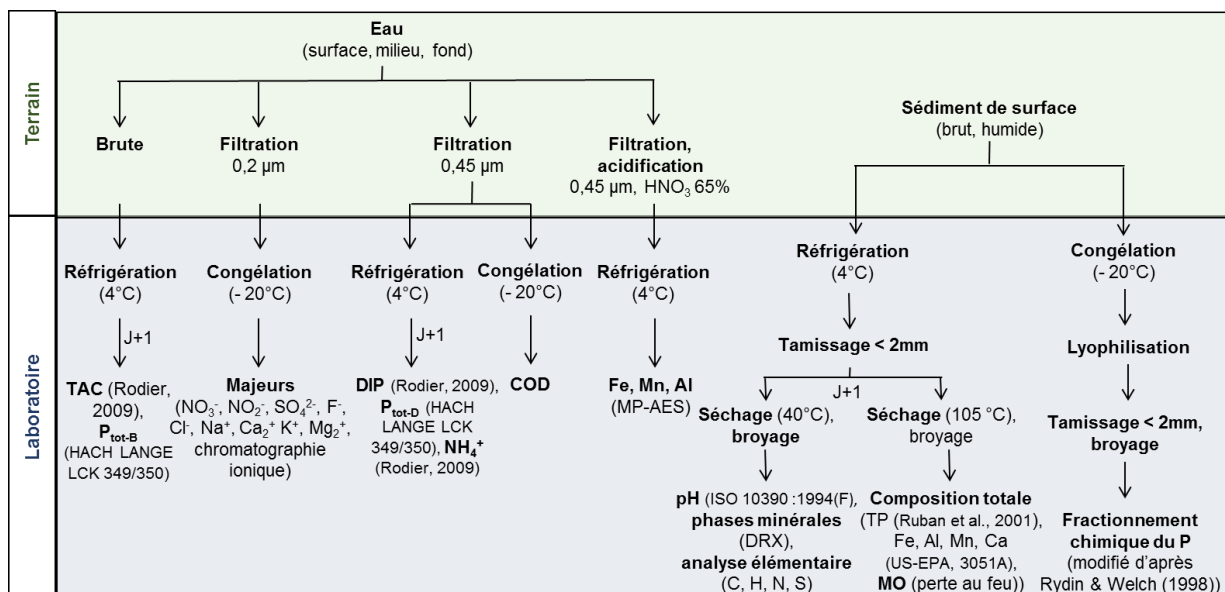 Terrain
Eau
(surface, milieu, fond)
Brute
Filtration
0,2 µm
Filtration
0,45 µm
Filtration,
acidification
0,45 µm, HNO₃ 65%
Sédiment de surface
(brut, humide)
Laboratoire
Réfrigération
(4°C)
J+1
TAC (Rodier,
2009),
P_tot-B
(HACH LANGE
LCK 349/350)
Congélation
(- 20°C)
Majeurs
(NO₃⁻, NO₂⁻, SO₄²⁻, F⁻,
Cl⁻, Na⁺, Ca₂⁺ K⁺, Mg₂⁺,
chromatographie
ionique)
Réfrigération
(4°C)
J+1
DIP (Rodier, 2009),
P_tot-D (HACH
LANGE LCK
349/350), NH₄⁺
(Rodier, 2009)
Congélation
(- 20°C)
COD
Réfrigération
(4°C)
Fe, Mn, Al
(MP-AES)
Réfrigération
(4°C)
Tamissage < 2mm
J+1
Séchage (40°C),
broyage
pH (ISO 10390 :1994(F),
phases minérales
(DRX),
analyse élémentaire
(C, H, N, S)
Séchage (105 °C),
broyage
Composition totale
(TP (Ruban et al., 2001),
Fe, Al, Mn, Ca
(US-EPA, 3051A),
MO (perte au feu))
Congélation
(- 20°C)
Lyophilisation
Tamissage < 2mm,
broyage
Fractionnement
chimique du P
(modifié d'après
Rydin & Welch (1998))